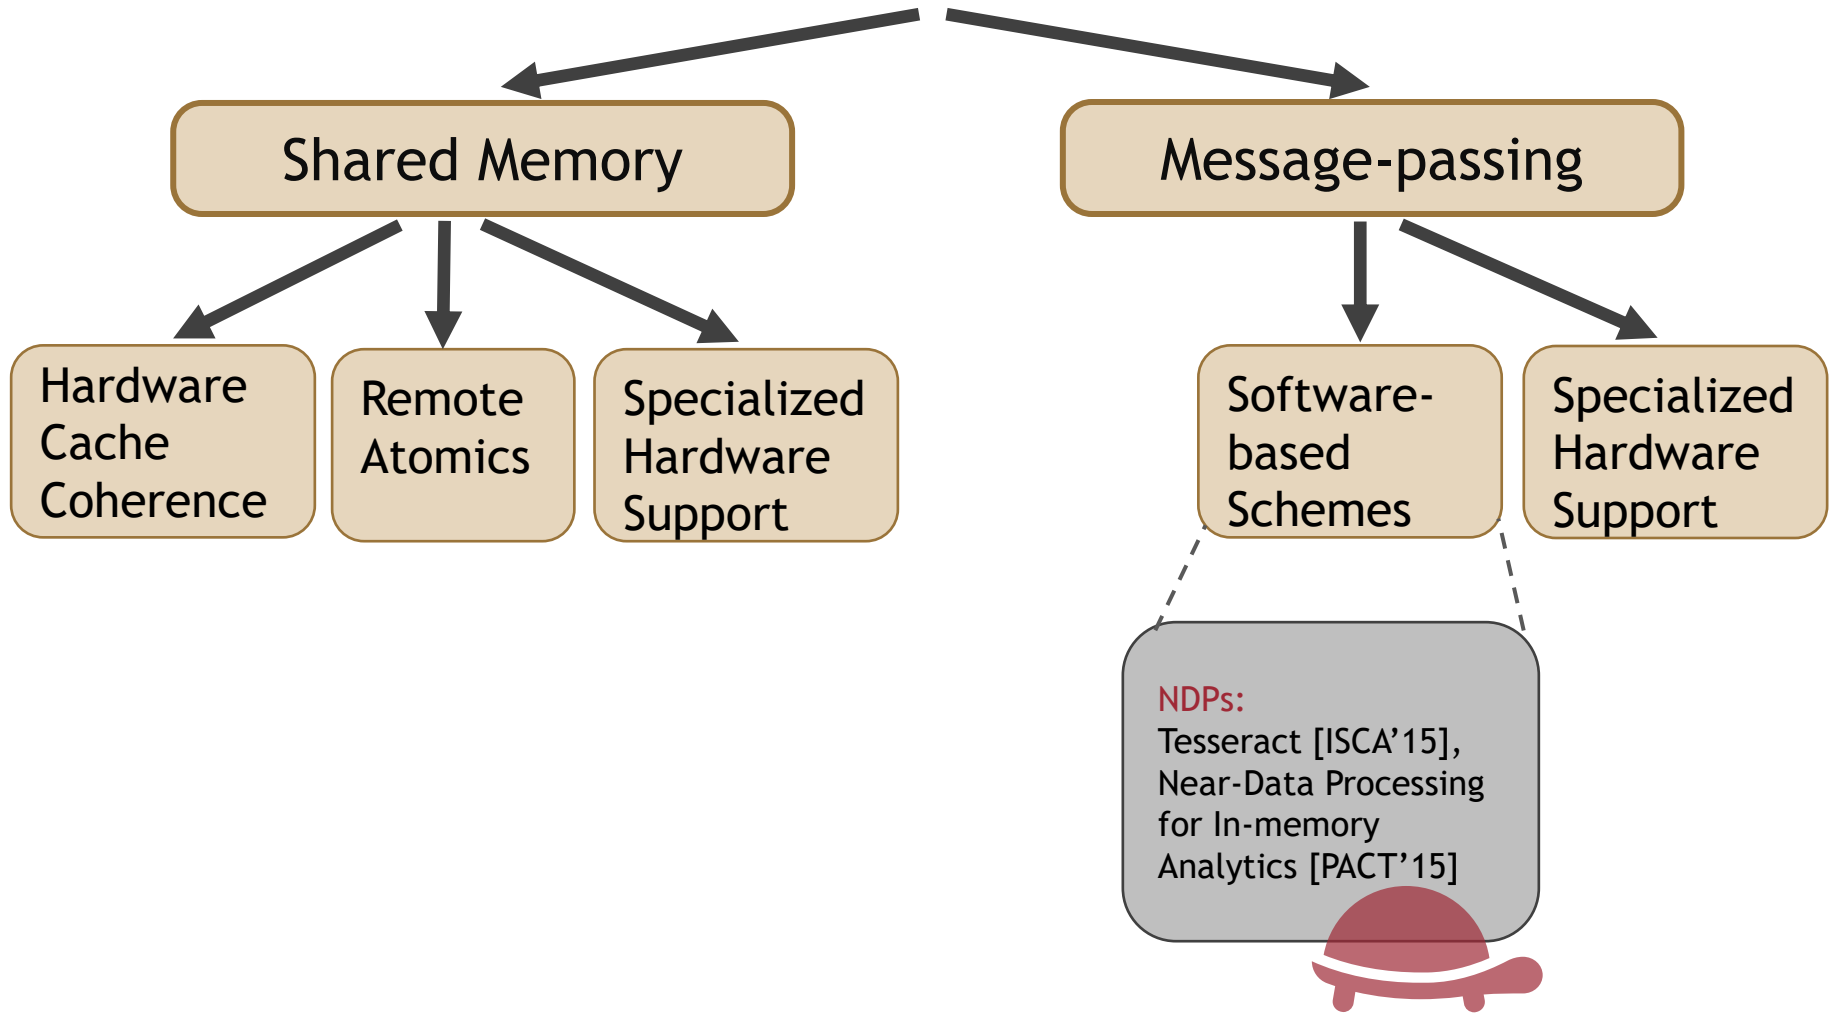 Shared Memory
Message-passing
Hardware
Cache
Coherence
Remote
Atomics
Specialized
Hardware
Support
Software-
based
Schemes
Specialized
Hardware
Support
NDPs:
Tesseract [ISCA’15],
Near-Data Processing
for In-memory
Analytics [PACT’15]